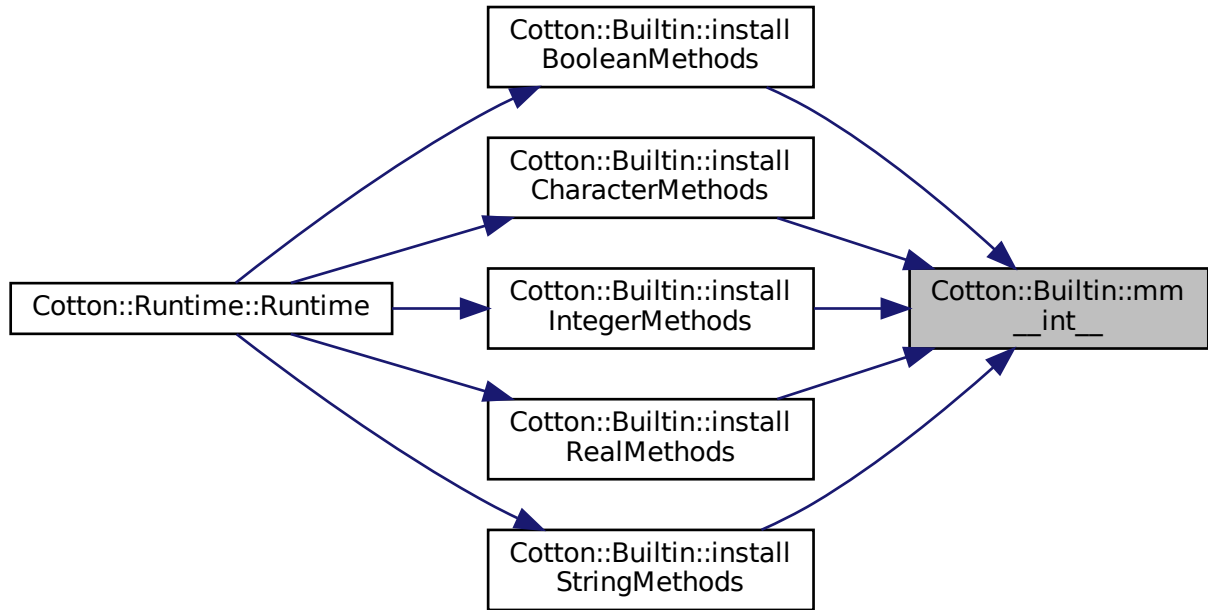 Cotton::Builtin::install
BooleanMethods
Cotton::Builtin::install
CharacterMethods
Cotton::Runtime::Runtime
Cotton::Builtin::install
IntegerMethods
Cotton::Builtin::mm
__int__
Cotton::Builtin::install
RealMethods
Cotton::Builtin::install
StringMethods